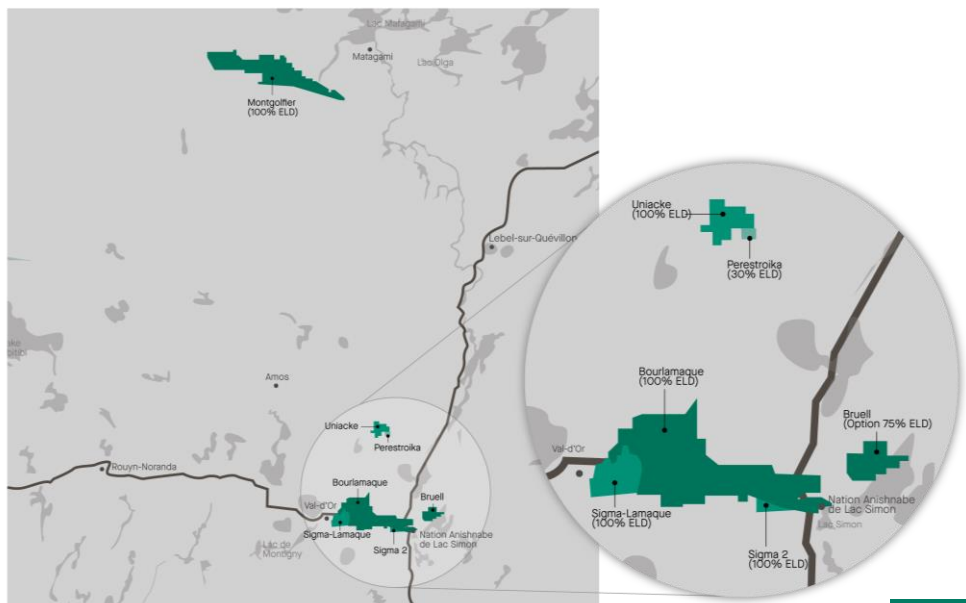 Lac Matagami
Matagami
Montgolfier
(100% ELD)
Lebel-sur-Quévillon
Amos
Uniacke
Perestroika
Rouyn-Noranda
Bourlamaque
Val-d'Or
Bruell
Sigma-Lamaque
Lac de
Montigny
Sigma 2
Nation Anishnabe
de Lac Simon
Uniacke
(100% ELD)
Perestroika
(30% ELD)
Bourlamaque
(100% ELD)
Bruell
(Option 75% ELD)
Val-d'Or
Sigma-Lamaque
(100% ELD)
Nation Anishnabe
de Lac Simon
Lac Simon
Sigma 2
(100% ELD)